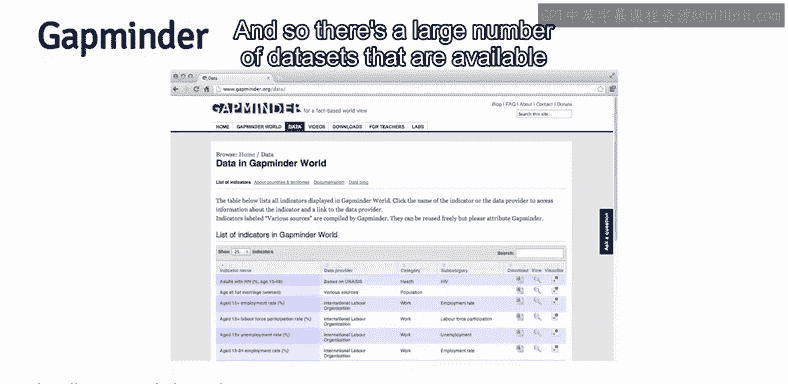 Gapminder
And so there's a large number
of datasets that are available
Data
www.gapminder.org/data/
GAPMINDER for a fact-based world view
Blog | FAQ | About | Contact | Donate
Search this site...
HOME GAPMINDER WORLD DATA VIDEOS DOWNLOADS FOR TEACHERS LABS
Browse: Home / Data
Data in Gapminder World
List of indicators About countries & territories Documentation Data blog
The table below lists all indicators displayed in Gapminder World. Click the name of the indicator or the data provider to access
information about the indicator and a link to the data provider.
Indicators labeled "Various sources" are compiled by Gapminder. They can be reused freely but please attribute Gapminder.
Ask a question
List of indicators in Gapminder World
Show 25 indicators Search:
Indicator name Data provider Category Subcategory Download View Visualize
Adults with HIV (%, age 15-49) Based on UNAIDS Health HIV
Age at 1st marriage (women) Various sources Population
Aged 15+ employment rate (%) International Labour Organisation Work Employment rate
Aged 15+ labour force participation rate (%) International Labour Organisation Work Labour force participation
Aged 15+ unemployment rate (%) International Labour Organisation Work Unemployment
Aged 15-24 employment rate (%) International Labour Organisation Work Employment rate